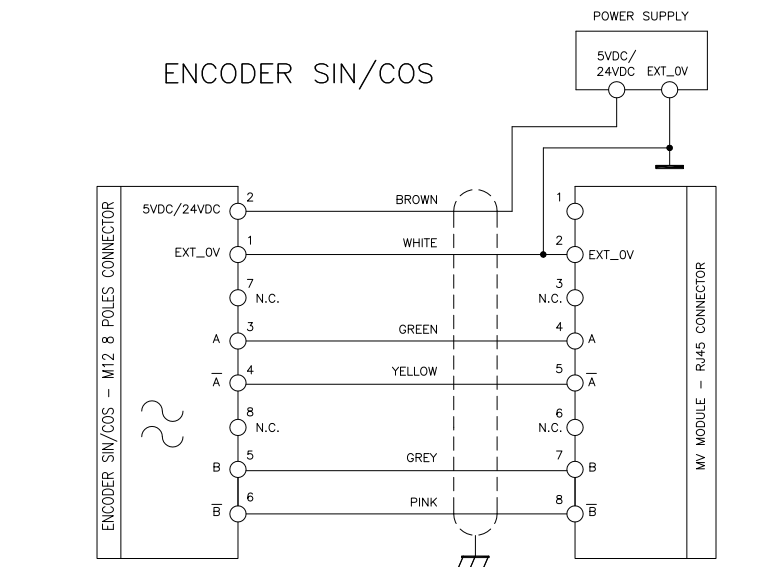 POWER SUPPLY
5VDC/
24VDC EXT_0V
ENCODER SIN/COS
ENCODER SIN/COS – M12 8 POLES CONNECTOR
5VDC/24VDC 2 BROWN 1
EXT_0V 1 WHITE 2 EXT_0V
7 N.C. 3 N.C.
A 3 GREEN 4 A
A̅ 4 YELLOW 5 A̅
8 N.C. 6 N.C.
B 5 GREY 7 B
B̅ 6 PINK 8 B̅
MV MODULE – RJ45 CONNECTOR